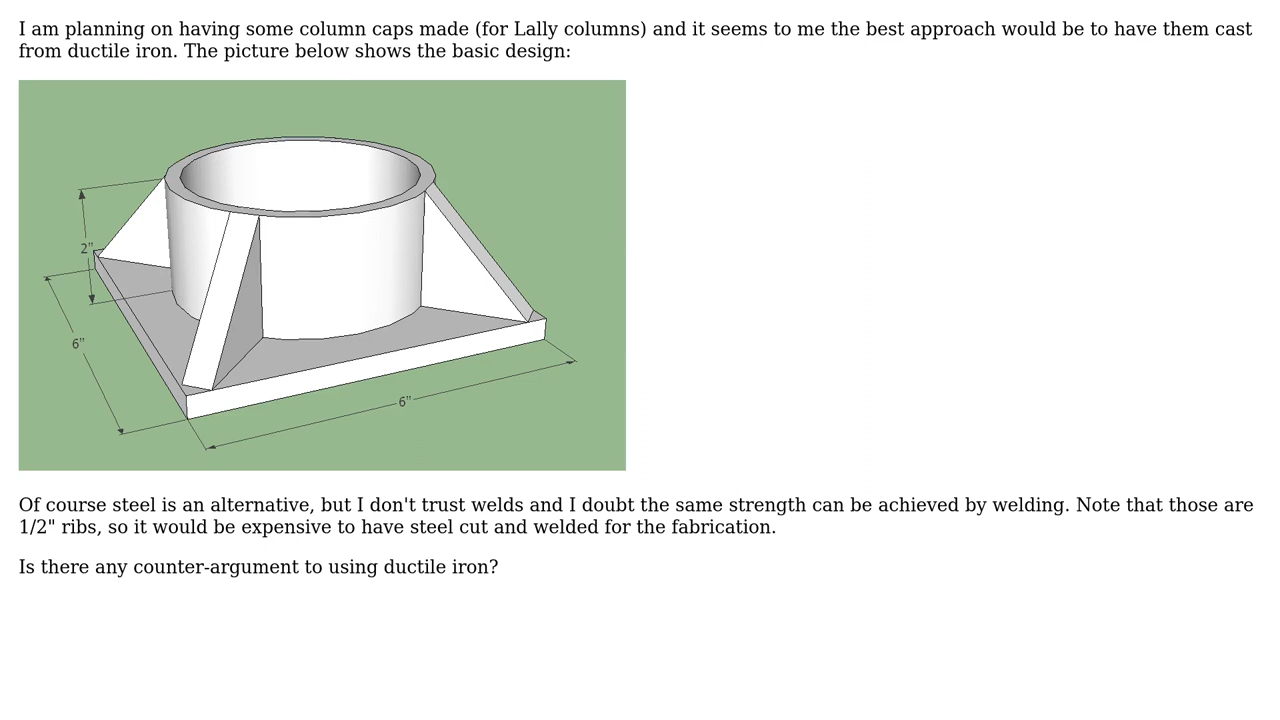 I am planning on having some column caps made (for Lally columns) and it seems to me the best approach would be to have them cast
from ductile iron. The picture below shows the basic design:
2"
6"
6"
Of course steel is an alternative, but I don't trust welds and I doubt the same strength can be achieved by welding. Note that those are
1/2" ribs, so it would be expensive to have steel cut and welded for the fabrication.
Is there any counter-argument to using ductile iron?